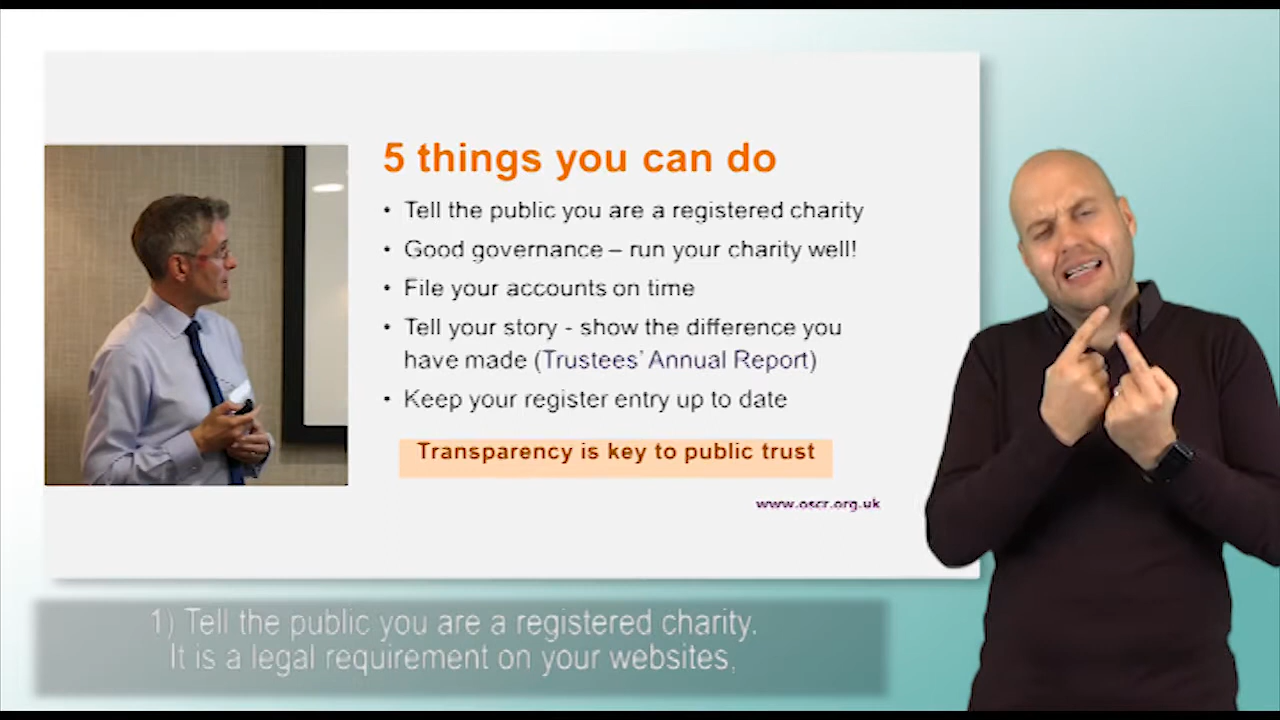 5 things you can do
• Tell the public you are a registered charity
• Good governance – run your charity well!
• File your accounts on time
• Tell your story - show the difference you
have made (Trustees' Annual Report)
• Keep your register entry up to date
Transparency is key to public trust
www.oscr.org.uk
1) Tell the public you are a registered charity.
It is a legal requirement on your websites,